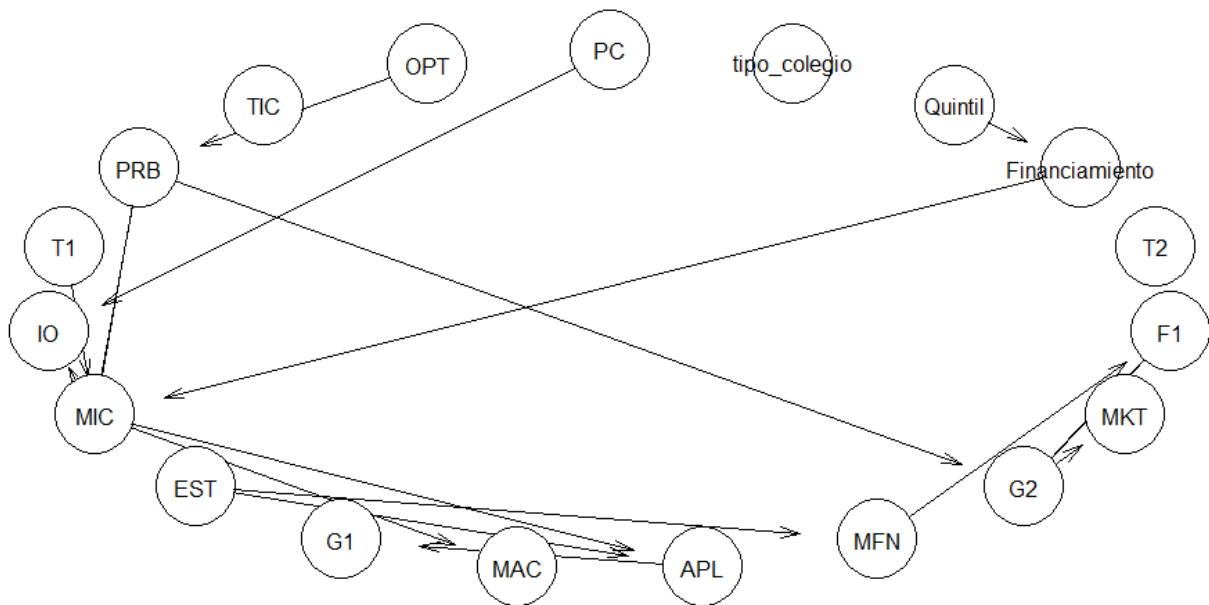 PC
tipo_colegio
OPT
TIC
Quintil
PRB
Financiamiento
T1
T2
IO
F1
MIC
MKT
EST
G2
G1
MFN
MAC
APL